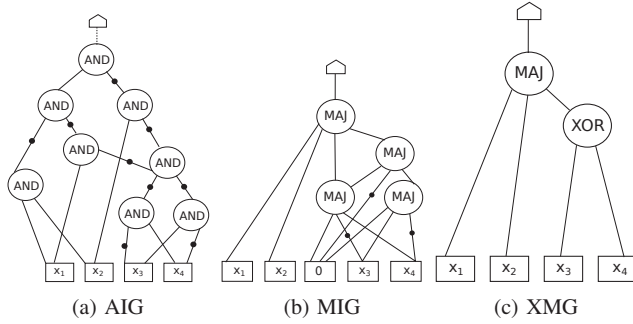 AND
AND AND
AND AND
AND
AND AND
x1 x2 x3 x4
(a) AIG
MAJ
MAJ
MAJ MAJ
x1 x2 0 x3 x4
(b) MIG
MAJ
XOR
x1 x2 x3 x4
(c) XMG